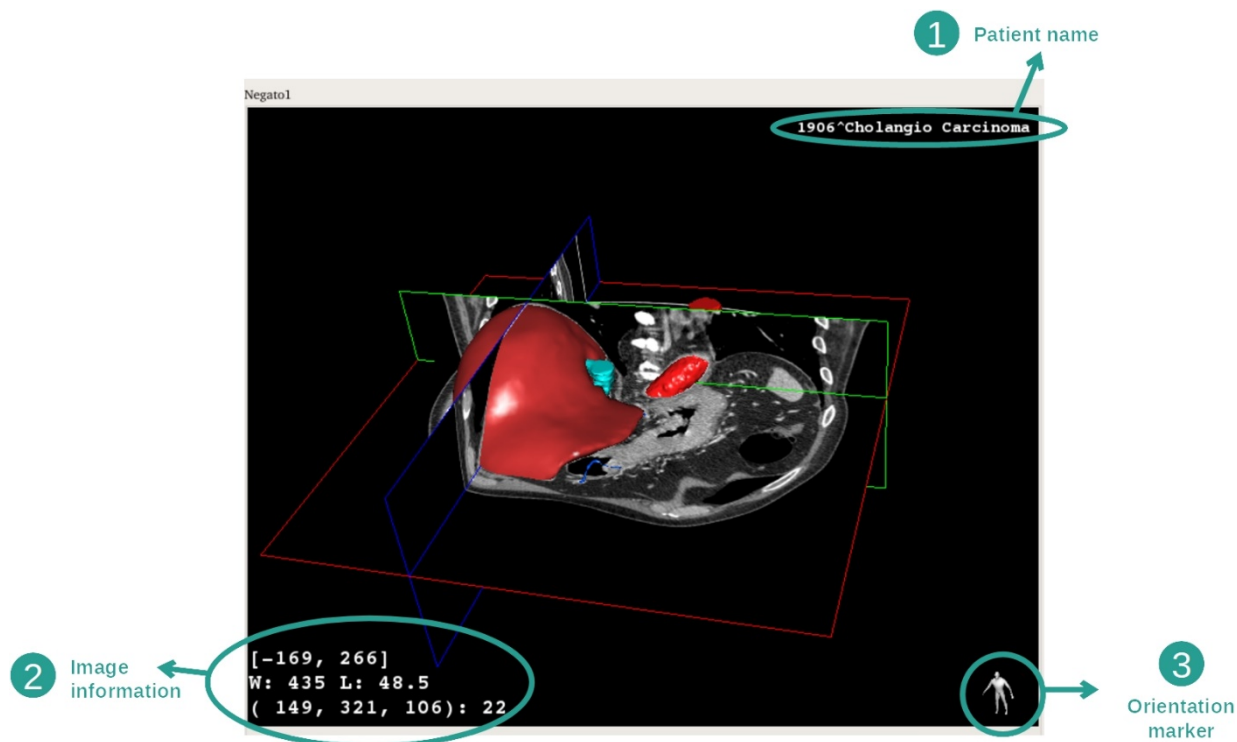 1 Patient name
Negato1
1906^Cholangio Carcinoma
[-169, 266]
W: 435 L: 48.5
( 149, 321, 106): 22
2 Image
information
3
Orientation
marker